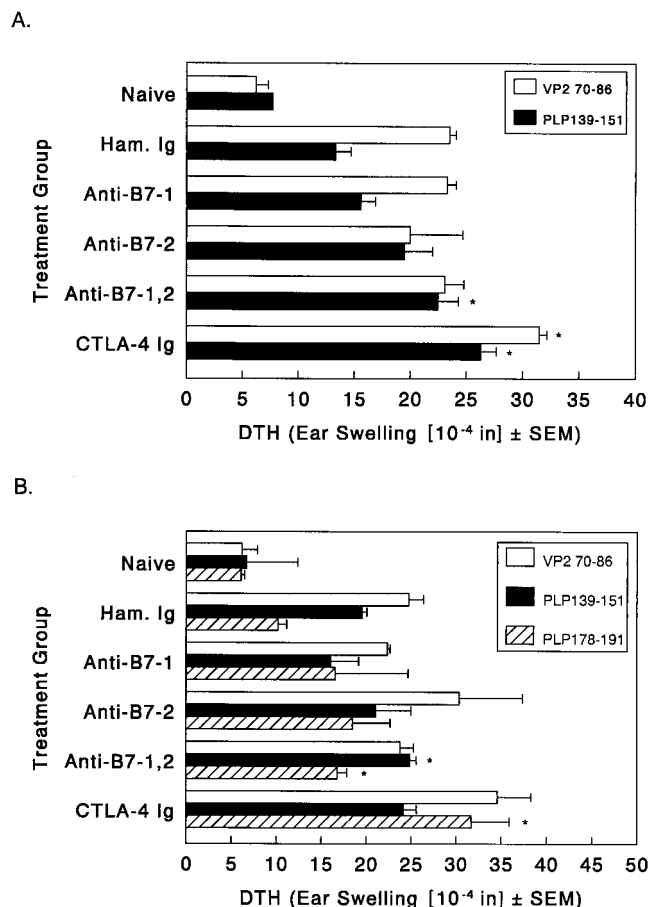 A.
VP2 70-86
PLP139-151
Naive
Ham. Ig
Anti-B7-1
Anti-B7-2
Anti-B7-1,2
*
CTLA-4 Ig
*
*
Treatment Group
0 5 10 15 20 25 30 35 40
DTH (Ear Swelling [10⁻⁴ in] ± SEM)
B.
VP2 70-86
PLP139-151
PLP178-191
Naive
Ham. Ig
Anti-B7-1
Anti-B7-2
Anti-B7-1,2
*
*
CTLA-4 Ig
*
Treatment Group
0 5 10 15 20 25 30 35 40 45 50
DTH (Ear Swelling [10⁻⁴ in] ± SEM)